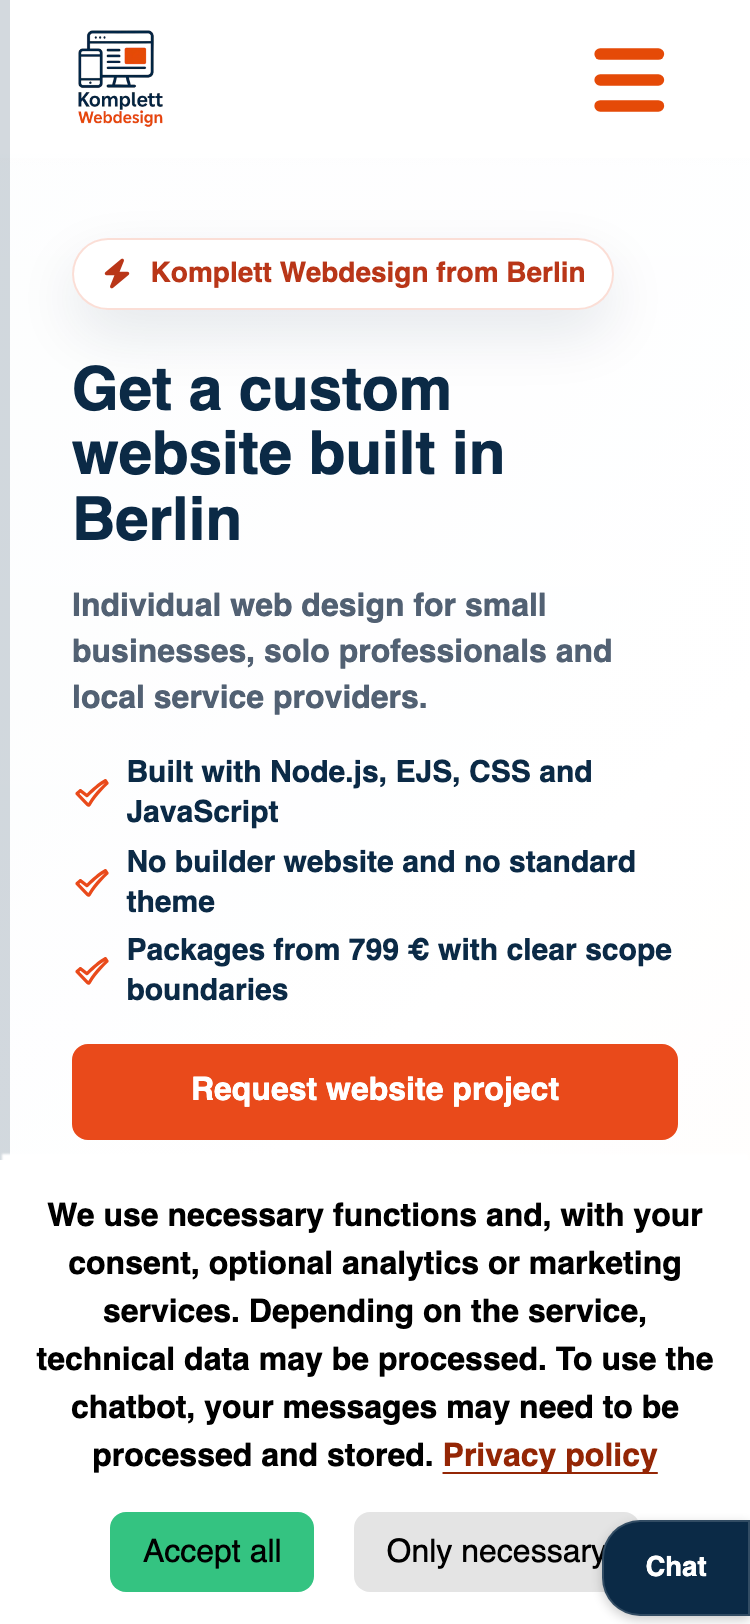 Komplett
Webdesign
Komplett Webdesign from Berlin
Get a custom
website built in
Berlin
Individual web design for small
businesses, solo professionals and
local service providers.
Built with Node.js, EJS, CSS and
JavaScript
No builder website and no standard
theme
Packages from 799 € with clear scope
boundaries
Request website project
We use necessary functions and, with your
consent, optional analytics or marketing
services. Depending on the service,
technical data may be processed. To use the
chatbot, your messages may need to be
processed and stored. Privacy policy
Accept all
Only necessary
Chat